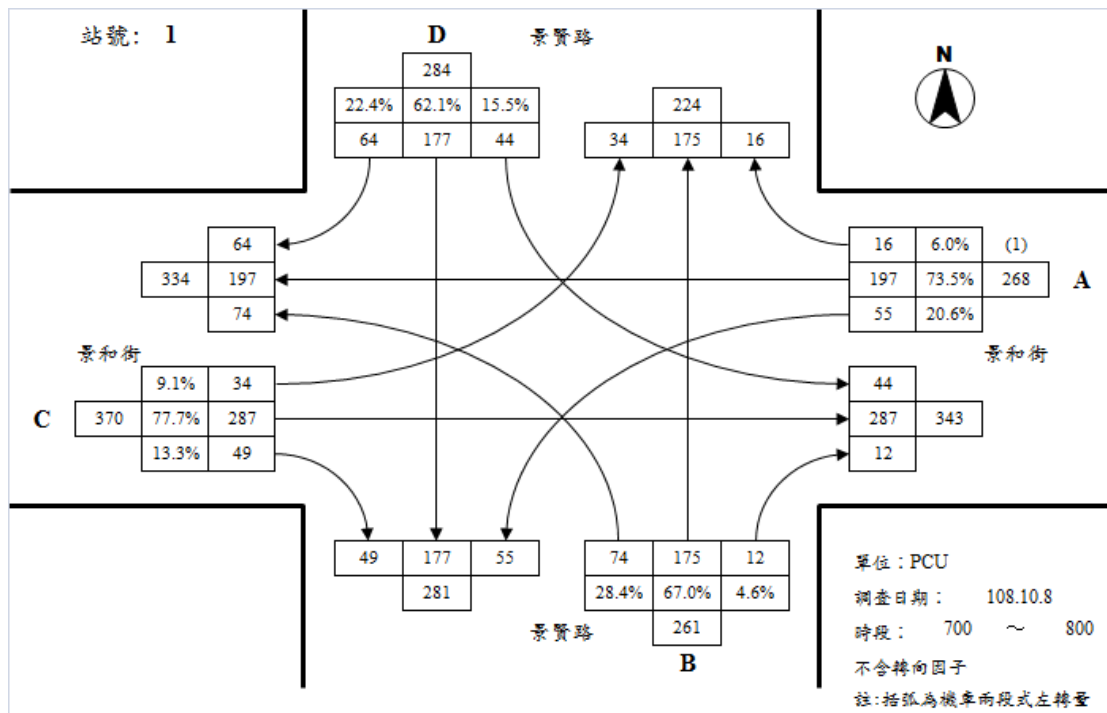 站號: 1
D
景賢路
N
284
22.4% 62.1% 15.5%
64 177 44
224
34 175 16
64
334 197
74
16 6.0% (1)
197 73.5% 268
55 20.6%
A
景和街
景和街
C
9.1% 34
370 77.7% 287
13.3% 49
44
287 343
12
49 177 55
281
74 175 12
28.4% 67.0% 4.6%
261
景賢路
B
單位：PCU
調查日期： 108.10.8
時段： 700 ～ 800
不含轉向因子
註:括弧為機車兩段式左轉量